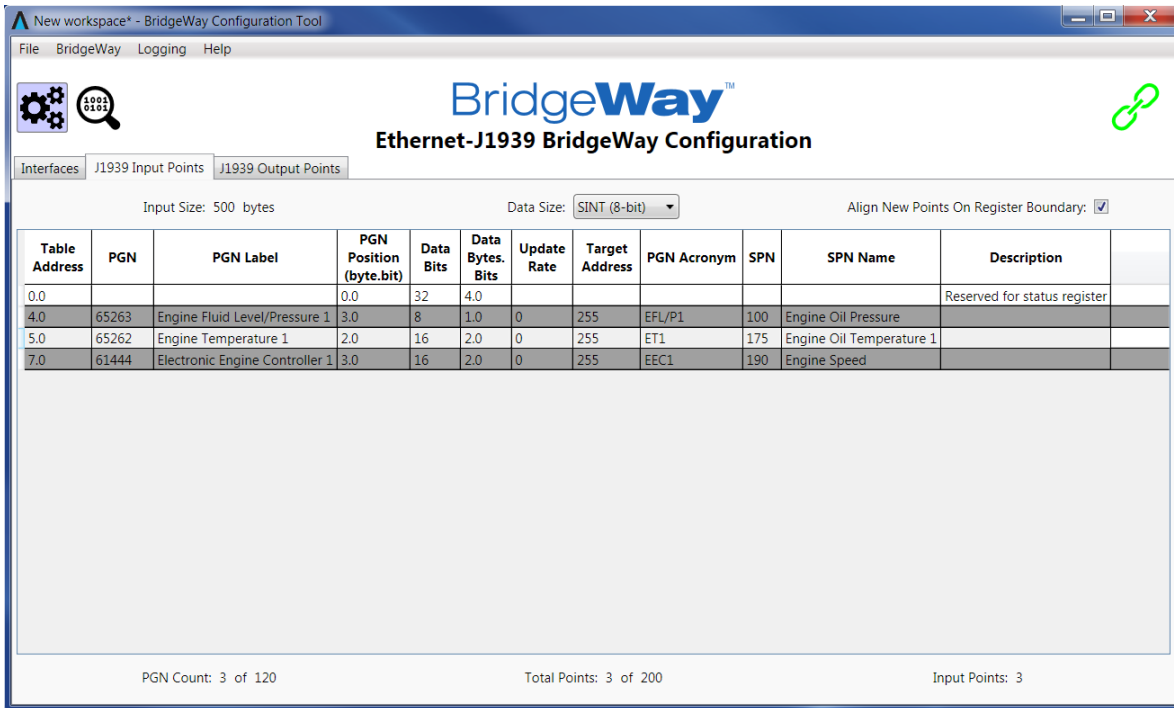 New workspace* - BridgeWay Configuration Tool
File BridgeWay Logging Help
1001
0101
BridgeWay™
Ethernet-J1939 BridgeWay Configuration
Interfaces J1939 Input Points J1939 Output Points
Input Size: 500 bytes Data Size: SINT (8-bit) Align New Points On Register Boundary:
Table Address PGN PGN Label PGN Position (byte.bit) Data Bits Data Bytes. Bits Update Rate Target Address PGN Acronym SPN SPN Name Description
0.0 0.0 32 4.0 Reserved for status register
4.0 65263 Engine Fluid Level/Pressure 1 3.0 8 1.0 0 255 EFL/P1 100 Engine Oil Pressure
5.0 65262 Engine Temperature 1 2.0 16 2.0 0 255 ET1 175 Engine Oil Temperature 1
7.0 61444 Electronic Engine Controller 1 3.0 16 2.0 0 255 EEC1 190 Engine Speed
PGN Count: 3 of 120 Total Points: 3 of 200 Input Points: 3